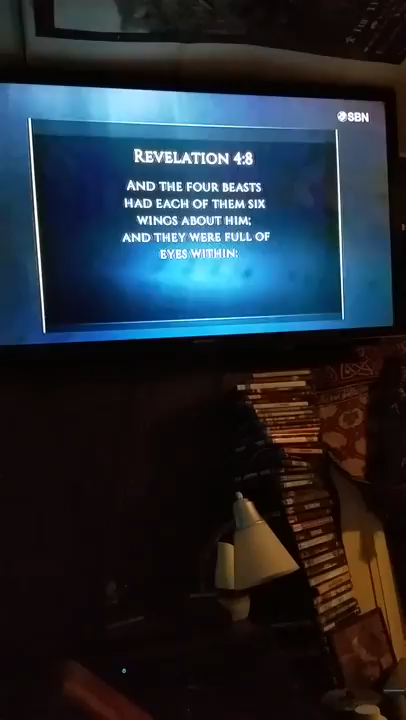 SBN
REVELATION 4:8
AND THE FOUR BEASTS
HAD EACH OF THEM SIX
WINGS ABOUT HIM:
AND THEY WERE FULL OF
EYES WITHIN: